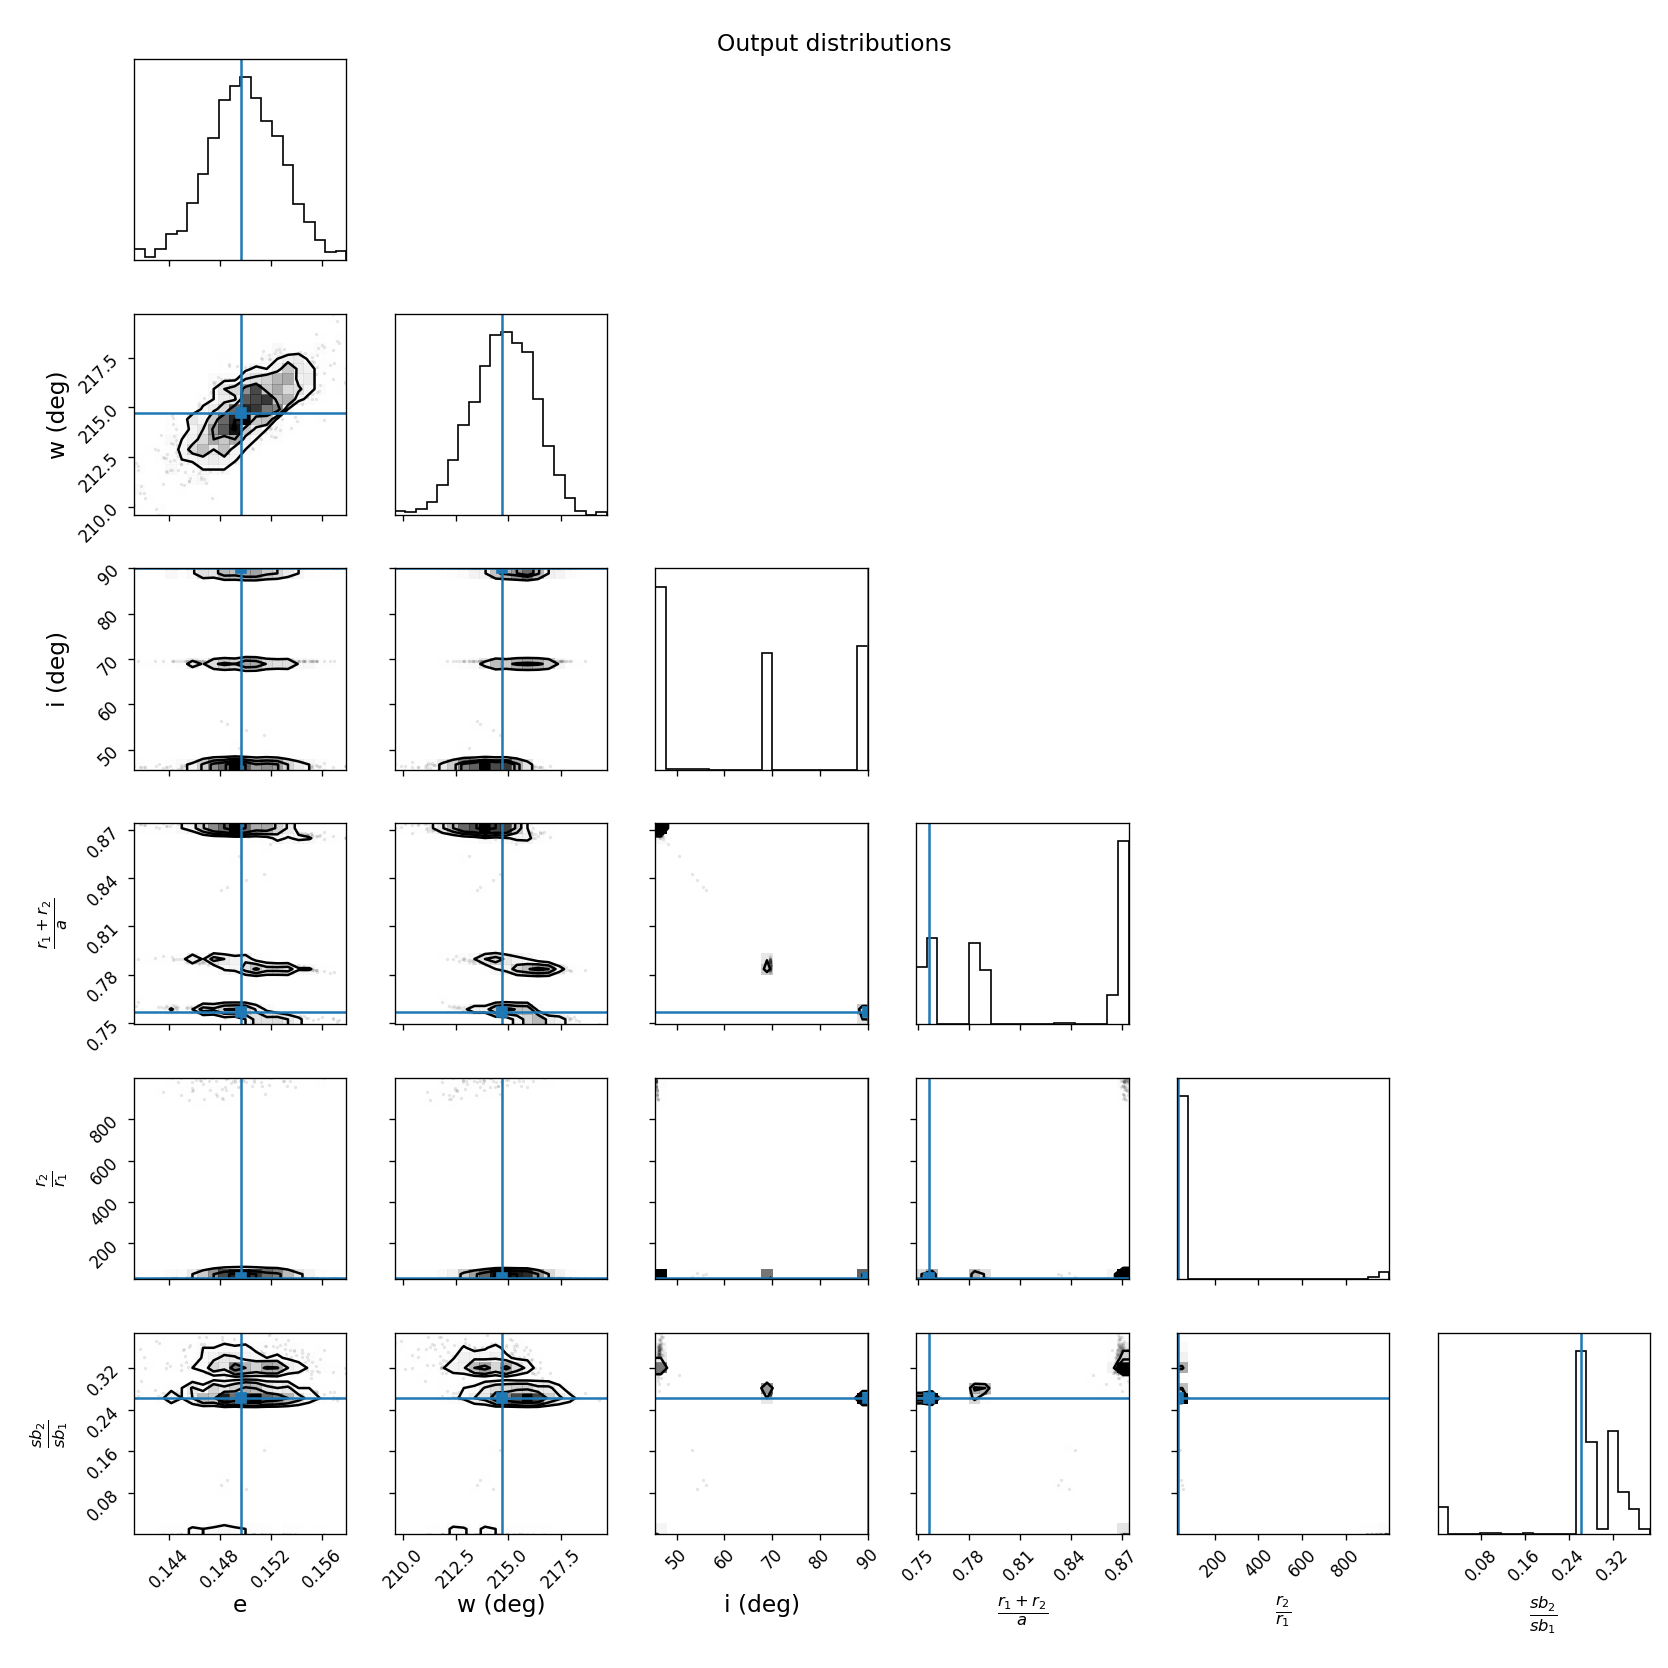 Output distributions
w (deg)
217.5
215.0
212.5
210.0
i (deg)
90
80
70
60
50
r₁ + r₂
a
0.87
0.84
0.81
0.78
0.75
r₂
r₁
800
600
400
200
sb₂
sb₁
0.32
0.24
0.16
0.08
0.144 0.148 0.152 0.156
210.0 212.5 215.0 217.5
50 60 70 80 90
0.75 0.78 0.81 0.84 0.87
200 400 600 800
0.08 0.16 0.24 0.32
e
w (deg)
i (deg)
r₁ + r₂
a
r₂
r₁
sb₂
sb₁